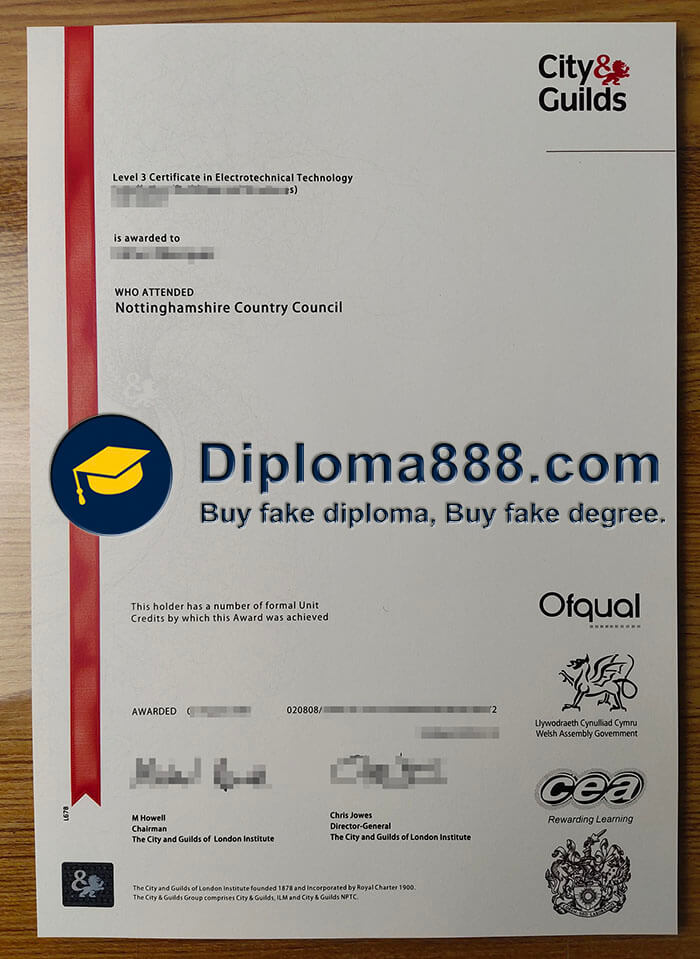 City&
Guilds
Level 3 Certificate in Electrotechnical Technology
s)
is awarded to
WHO ATTENDED
Nottinghamshire Country Council
Diploma888.com
Buy fake diploma, Buy fake degree.
This holder has a number of formal Unit
Credits by which this Award was achieved
Ofqual
Llywodraeth Cynulliad Cymru
Welsh Assembly Government
AWARDED 020808/ /2
cea
Rewarding Learning
M Howell
Chairman
The City and Guilds of London Institute
Chris Jowes
Director-General
The City and Guilds of London Institute
L678
&
The City and Guilds of London Institute founded 1878 and Incorporated by Royal Charter 1900.
The City & Guilds Group comprises City & Guilds, ILM and City & Guilds NPTC.